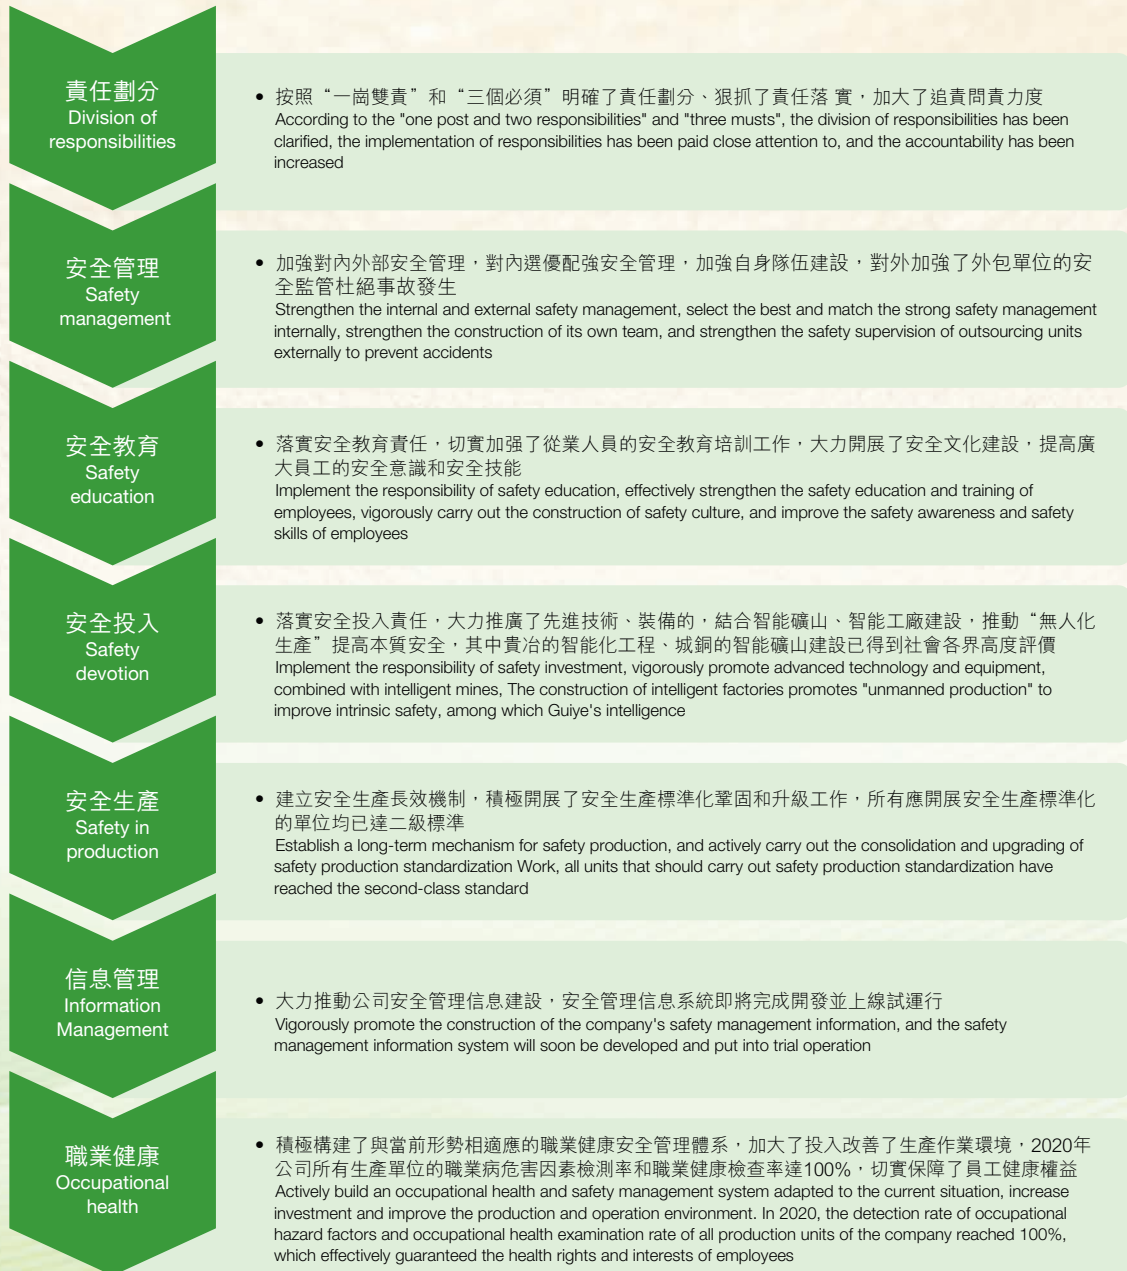 責任劃分
Division of
responsibilities
• 按照“一崗雙責”和“三個必須”明確了責任劃分、狠抓了責任落 實，加大了追責問責力度
According to the "one post and two responsibilities" and "three musts", the division of responsibilities has been
clarified, the implementation of responsibilities has been paid close attention to, and the accountability has been
increased
安全管理
Safety
management
• 加強對內外部安全管理，對內選優配強安全管理，加強自身隊伍建設，對外加強了外包單位的安
全監管杜絕事故發生
Strengthen the internal and external safety management, select the best and match the strong safety management
internally, strengthen the construction of its own team, and strengthen the safety supervision of outsourcing units
externally to prevent accidents
安全教育
Safety
education
• 落實安全教育責任，切實加强了從業人員的安全教育培訓工作，大力開展了安全文化建設，提高廣
大員工的安全意識和安全技能
Implement the responsibility of safety education, effectively strengthen the safety education and training of
employees, vigorously carry out the construction of safety culture, and improve the safety awareness and safety
skills of employees
安全投入
Safety
devotion
• 落實安全投入責任，大力推廣了先進技術、裝備的，結合智能礦山、智能工廠建設，推動“無人化
生產”提高本質安全，其中貴冶的智能化工程、城銅的智能礦山建設已得到社會各界高度評價
Implement the responsibility of safety investment, vigorously promote advanced technology and equipment,
combined with intelligent mines, The construction of intelligent factories promotes "unmanned production" to
improve intrinsic safety, among which Guiye's intelligence
安全生產
Safety in
production
• 建立安全生產長效機制，積極開展了安全生產標準化鞏固和升級工作，所有應開展安全生產標準化
的單位均已達二級標準
Establish a long-term mechanism for safety production, and actively carry out the consolidation and upgrading of
safety production standardization Work, all units that should carry out safety production standardization have
reached the second-class standard
信息管理
Information
Management
• 大力推動公司安全管理信息建設，安全管理信息系統即將完成開發並上線試運行
Vigorously promote the construction of the company's safety management information, and the safety
management information system will soon be developed and put into trial operation
職業健康
Occupational
health
• 積極構建了與當前形勢相適應的職業健康安全管理體系，加大了投入改善了生產作業環境，2020年
公司所有生產單位的職業病危害因素檢測率和職業健康檢查率達100%，切實保障了員工健康權益
Actively build an occupational health and safety management system adapted to the current situation, increase
investment and improve the production and operation environment. In 2020, the detection rate of occupational
hazard factors and occupational health examination rate of all production units of the company reached 100%,
which effectively guaranteed the health rights and interests of employees